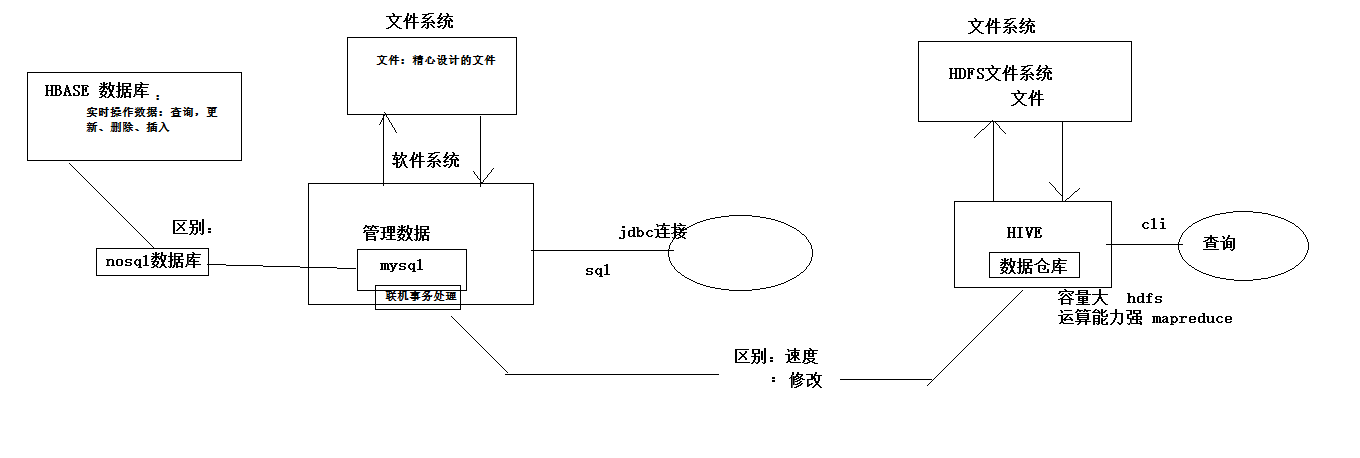 HBASE 数据库：
实时操作数据：查询，更
新、删除、插入
区别：
nosql数据库
文件系统
文件：精心设计的文件
软件系统
管理数据
mysql
联机事务处理
jdbc连接
sql
区别：速度
：修改
文件系统
HDFS文件系统
文件
HIVE
数据仓库
cli
查询
容量大 hdfs
运算能力强 mapreduce